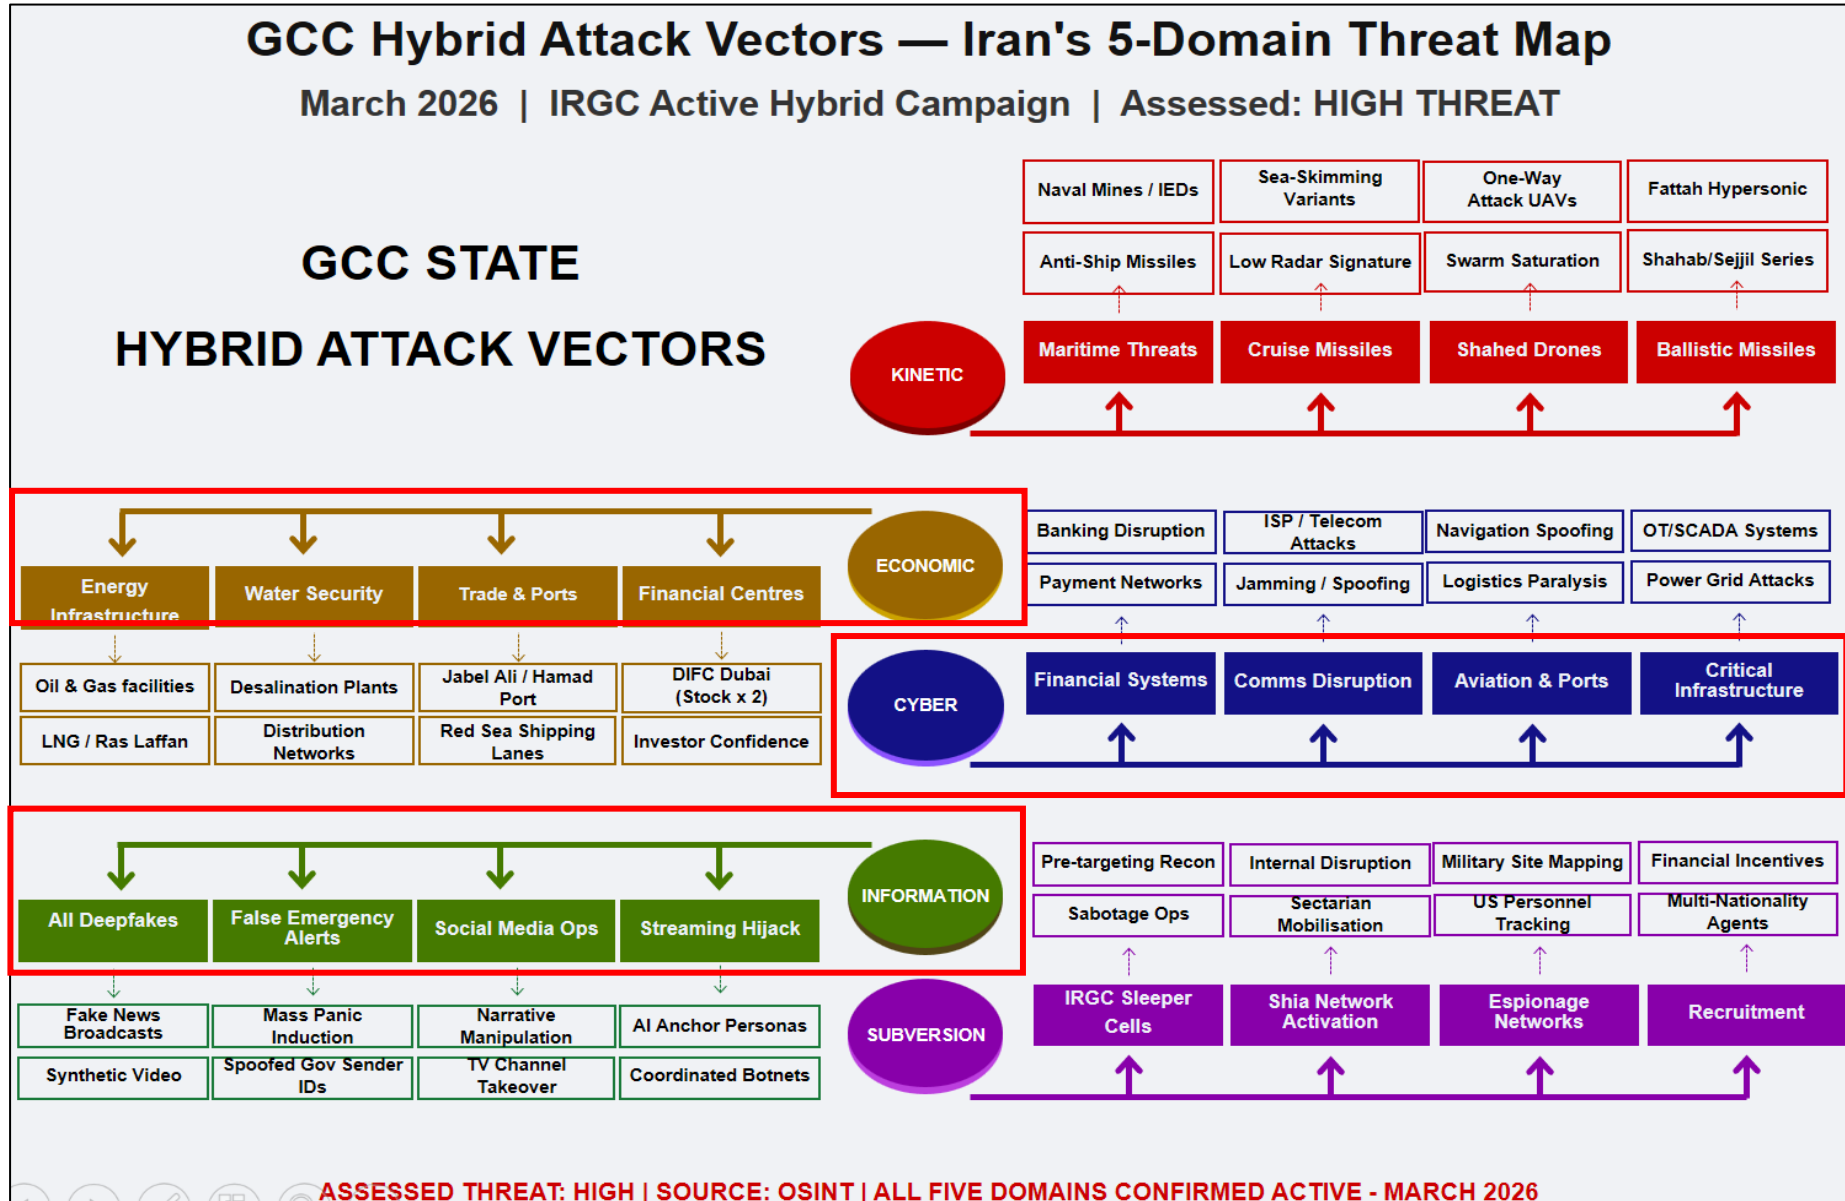 GCC Hybrid Attack Vectors — Iran's 5-Domain Threat Map
March 2026 | IRGC Active Hybrid Campaign | Assessed: HIGH THREAT
GCC STATE
HYBRID ATTACK VECTORS
Naval Mines / IEDs
Sea-Skimming
Variants
One-Way
Attack UAVs
Fattah Hypersonic
Anti-Ship Missiles
Low Radar Signature
Swarm Saturation
Shahab/Sejjil Series
KINETIC
Maritime Threats
Cruise Missiles
Shahed Drones
Ballistic Missiles
ECONOMIC
Energy
Infrastructure
Water Security
Trade & Ports
Financial Centres
Oil & Gas facilities
Desalination Plants
Jabel Ali / Hamad
Port
DIFC Dubai
(Stock x 2)
LNG / Ras Laffan
Distribution
Networks
Red Sea Shipping
Lanes
Investor Confidence
Banking Disruption
ISP / Telecom
Attacks
Navigation Spoofing
OT/SCADA Systems
Payment Networks
Jamming / Spoofing
Logistics Paralysis
Power Grid Attacks
CYBER
Financial Systems
Comms Disruption
Aviation & Ports
Critical
Infrastructure
INFORMATION
All Deepfakes
False Emergency
Alerts
Social Media Ops
Streaming Hijack
Fake News
Broadcasts
Mass Panic
Induction
Narrative
Manipulation
AI Anchor Personas
Synthetic Video
Spoofed Gov Sender
IDs
TV Channel
Takeover
Coordinated Botnets
Pre-targeting Recon
Internal Disruption
Military Site Mapping
Financial Incentives
Sabotage Ops
Sectarian
Mobilisation
US Personnel
Tracking
Multi-Nationality
Agents
SUBVERSION
IRGC Sleeper
Cells
Shia Network
Activation
Espionage
Networks
Recruitment
ASSESSED THREAT: HIGH | SOURCE: OSINT | ALL FIVE DOMAINS CONFIRMED ACTIVE - MARCH 2026